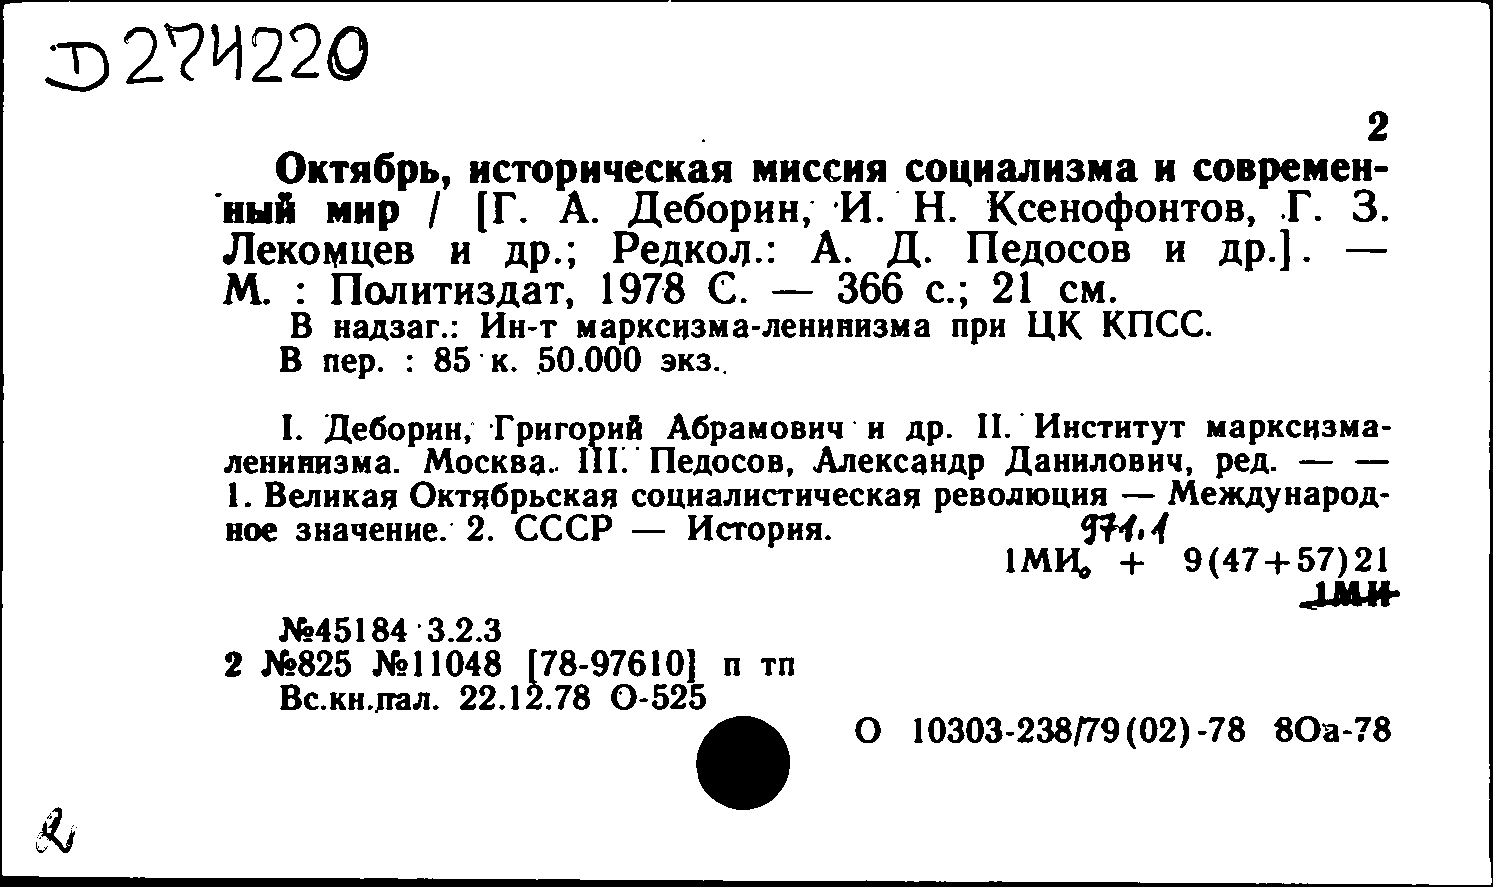 D274220
2
Октябрь, историческая миссия социализма и современ-
ный мир / [Г. А. Деборин, И. Н. Ксенофонтов, Г. З.
Лекомцев и др.; Редкол.: А. Д. Педосов и др.]. —
М. : Политиздат, 1978 С. — 366 с.; 21 см.
В надзаг.: Ин-т марксизма-ленинизма при ЦК КПСС.
В пер. : 85 к. 50.000 экз.
I. Деборин, Григорий Абрамович и др. II. Институт марксизма-
ленинизма. Москва. III. Педосов, Александр Данилович, ред. — —
1. Великая Октябрьская социалистическая революция — Международ-
ное значение. 2. СССР — История. 971.1
1МИ, + 9(47+57)21
1МИ
№45184 3.2.3
2 №825 №11048 [78-97610] п тп
Вс.кн.пал. 22.12.78 О-525
О 10303-238/79(02)-78 8Оа-78